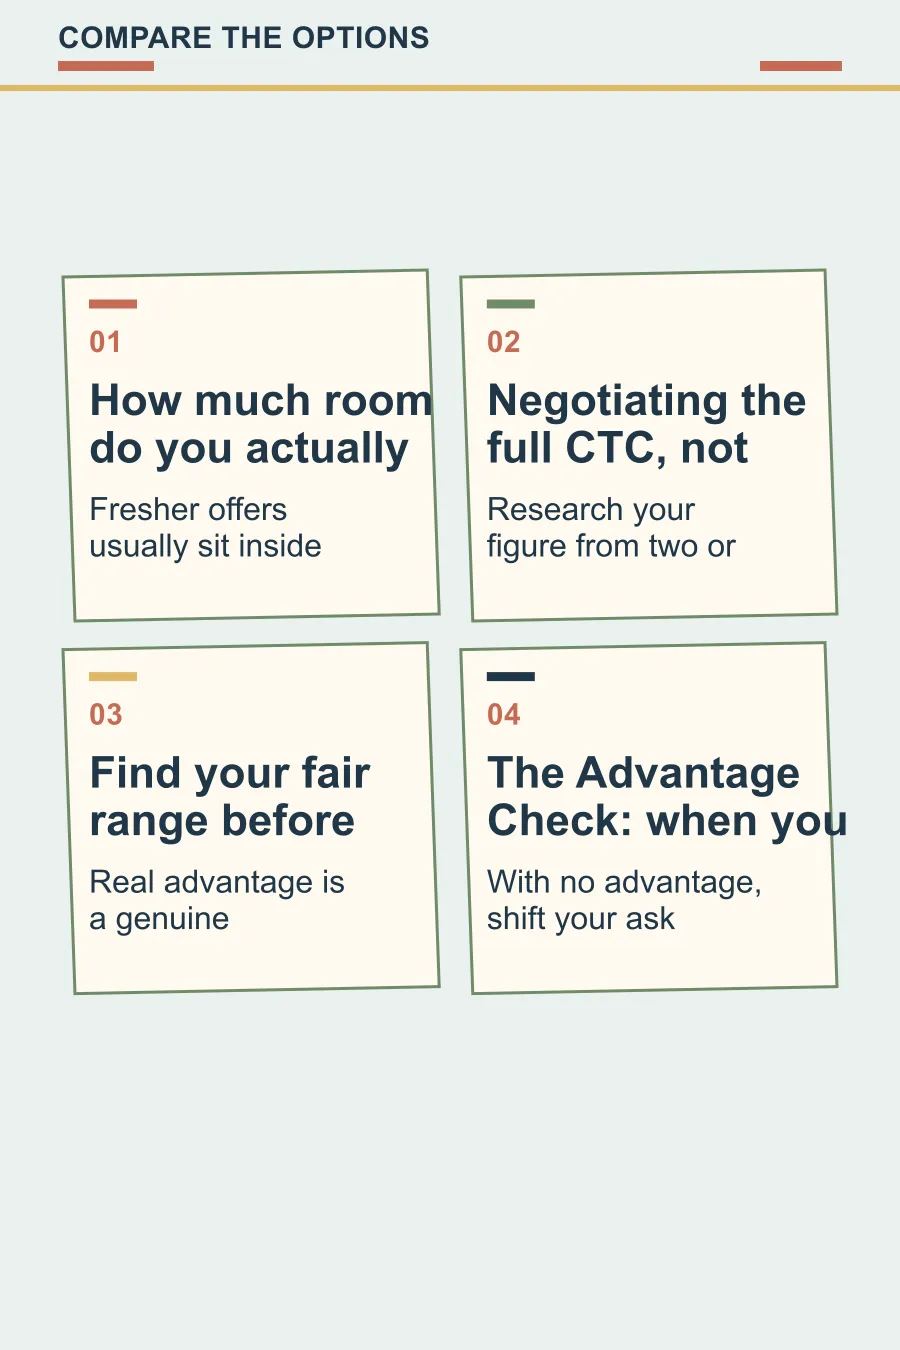 COMPARE THE OPTIONS
01
How much room
do you actually
Fresher offers
usually sit inside
02
Negotiating the
full CTC, not
Research your
figure from two or
03
Find your fair
range before
Real advantage is
a genuine
04
The Advantage
Check: when you
With no advantage,
shift your ask